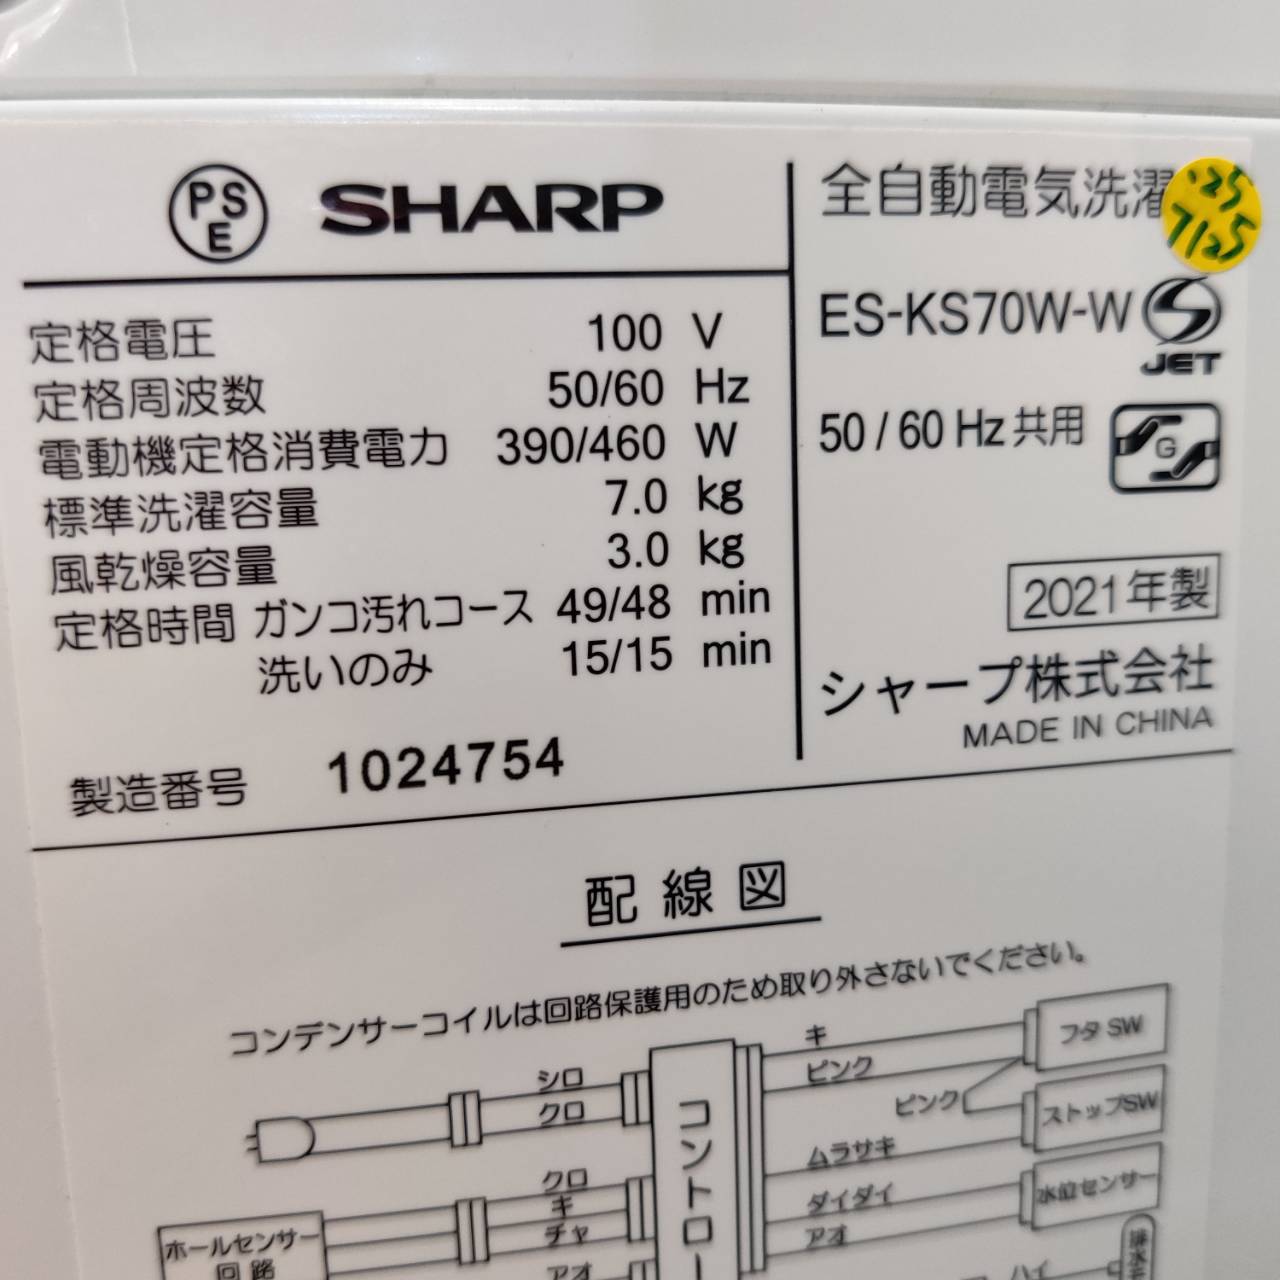 PS
E
SHARP
定格電圧 100 V
定格周波数 50/60 Hz
電動機定格消費電力 390/460 W
標準洗濯容量 7.0 kg
風乾燥容量 3.0 kg
定格時間 ガンコ汚れコース 49/48 min
洗いのみ 15/15 min
製造番号 1024754
全自動電気洗濯
'25
7/25
ES-KS70W-W
JET
50 / 60 Hz 共用
G
2021年製
シャープ株式会社
MADE IN CHINA
配線図
コンデンサーコイルは回路保護用のため取り外さないでください。
シロ
クロ
クロ
キ
チャ
アオ
ホールセンサー
回路
コントロー
キ
ピンク
ピンク
ムラサキ
ダイダイ
アオ
ハイ
フタ SW
ストップSW
水位センサー
排水モ